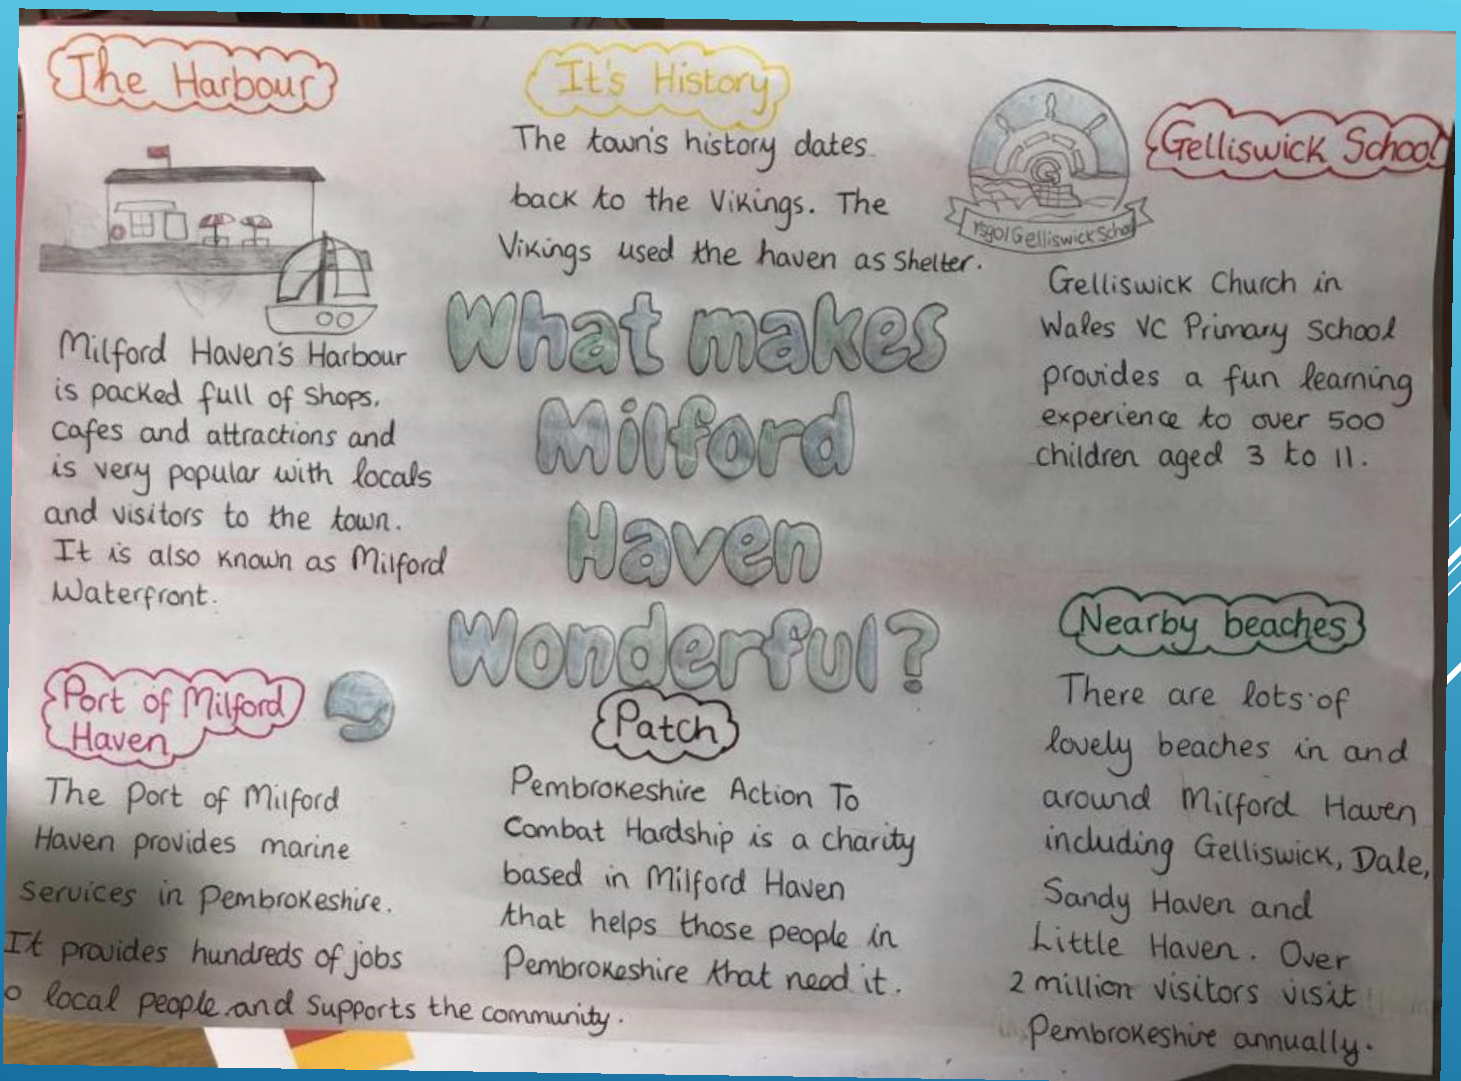 The Harbour
Milford Haven's Harbour
is packed full of shops,
cafes and attractions and
is very popular with locals
and visitors to the town.
It is also known as Milford
Waterfront.
It's History
The town's history dates
back to the Vikings. The
Vikings used the haven as shelter.
Ysgol Gelliswick School
Gelliswick School
Gelliswick Church in
Wales VC Primary School
provides a fun learning
experience to over 500
children aged 3 to 11.
What makes
Milford
Haven
Wonderful?
Port of Milford
Haven
The Port of Milford
Haven provides marine
services in Pembrokeshire.
It provides hundreds of jobs
o local people and supports the community.
Patch
Pembrokeshire Action To
Combat Hardship is a charity
based in Milford Haven
that helps those people in
Pembrokeshire that need it.
Nearby beaches
There are lots of
lovely beaches in and
around Milford Haven
including Gelliswick, Dale,
Sandy Haven and
Little Haven. Over
2 million visitors visit
Pembrokeshire annually.